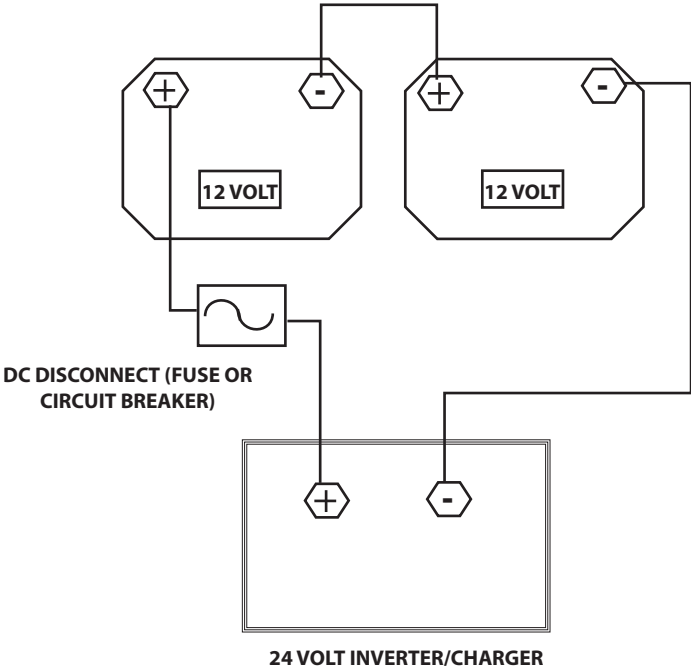 +
-
+
-
12 VOLT
12 VOLT
DC DISCONNECT (FUSE OR
CIRCUIT BREAKER)
+
-
24 VOLT INVERTER/CHARGER